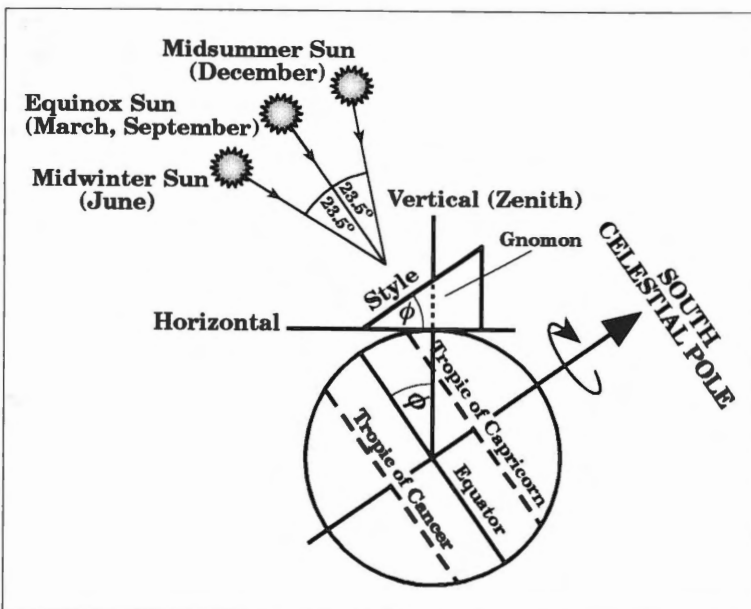 Midsummer Sun
(December)
Equinox Sun
(March, September)
Midwinter Sun
(June)
23.5°
23.5°
Vertical (Zenith)
Gnomon
Style
ϕ
Horizontal
SOUTH
CELESTIAL POLE
ϕ
Tropic of Capricorn
Equator
Tropic of Cancer